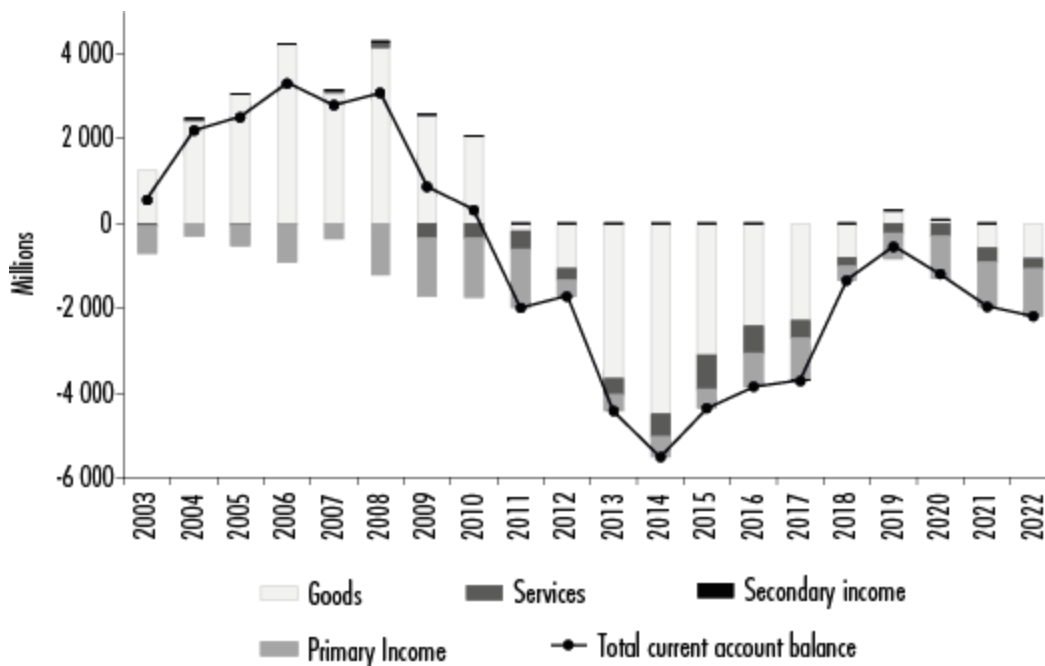 4 000
2 000
0
-2 000
-4 000
-6 000
Millions
2003 2004 2005 2006 2007 2008 2009 2010 2011 2012 2013 2014 2015 2016 2017 2018 2019 2020 2021 2022
Goods Services Secondary income
Primary Income Total current account balance